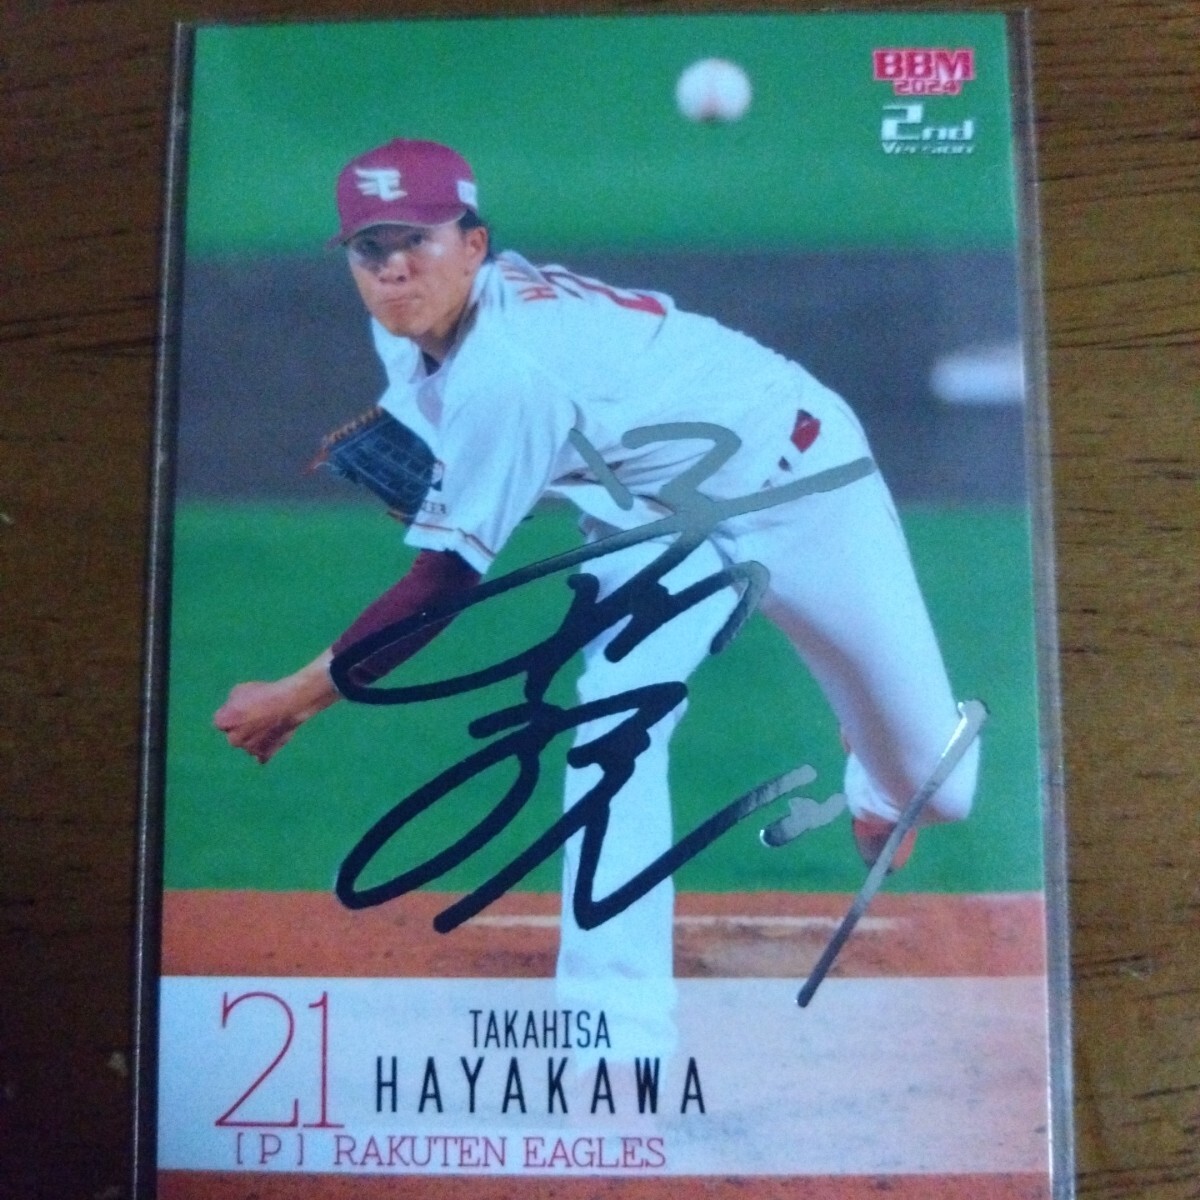 BBM
2024
2nd
Version
21
TAKAHISA
HAYAKAWA
[P] RAKUTEN EAGLES